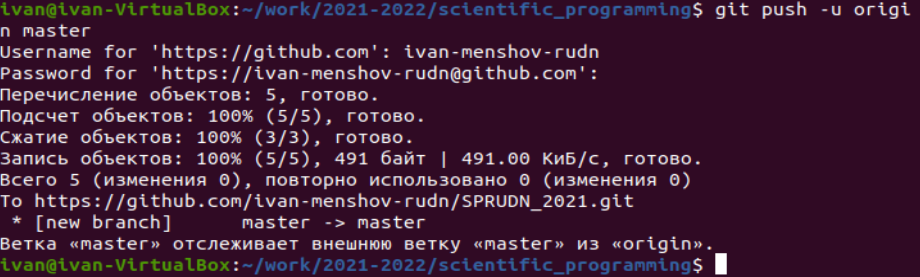 ivan@ivan-VirtualBox:~/work/2021-2022/scientific_programming$ git push -u origi
n master
Username for 'https://github.com': ivan-menshov-rudn
Password for 'https://ivan-menshov-rudn@github.com':
Перечисление объектов: 5, готово.
Подсчет объектов: 100% (5/5), готово.
Сжатие объектов: 100% (3/3), готово.
Запись объектов: 100% (5/5), 491 байт | 491.00 КиБ/с, готово.
Всего 5 (изменения 0), повторно использовано 0 (изменения 0)
To https://github.com/ivan-menshov-rudn/SPRUDN_2021.git
 * [new branch]      master -> master
Ветка «master» отслеживает внешнюю ветку «master» из «origin».
ivan@ivan-VirtualBox:~/work/2021-2022/scientific_programming$